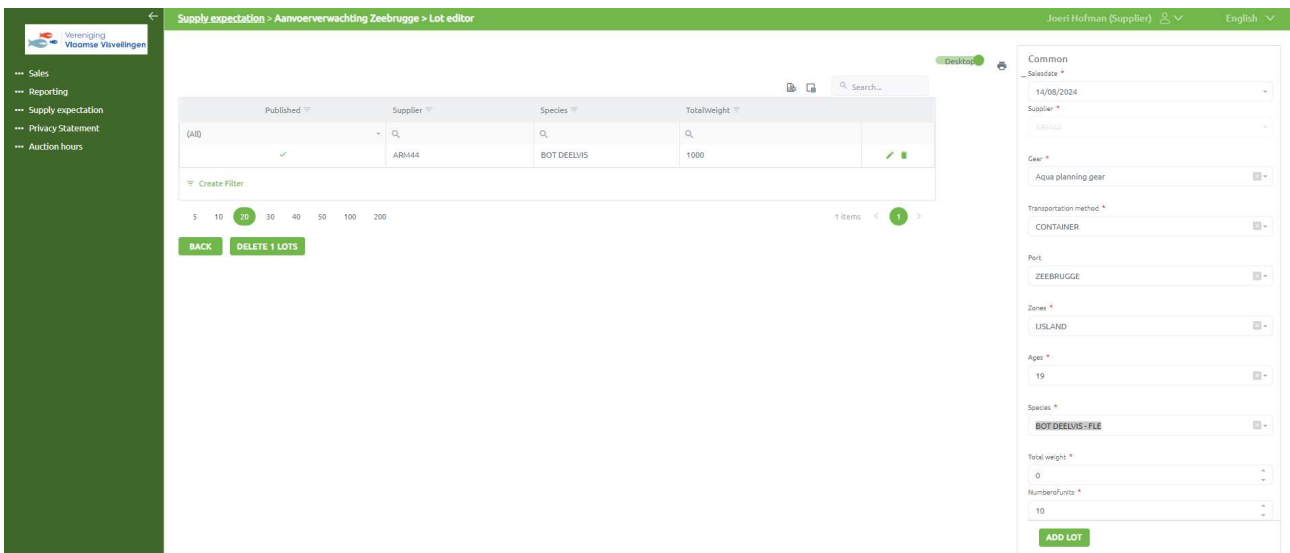 Supply expectation > Aanvoerverwachting Zeebrugge > Lot editor
Joeri Hofman (Supplier)
English
Vereniging
Vlaamse Visveilingen
Sales
Reporting
Supply expectation
Privacy Statement
Auction hours
Desktop
Search...
Published Supplier Species TotalWeight
(All)
ARM44 BOT DEELVIS 1000
Create Filter
5 10 20 30 40 50 100 200 1 items 1
BACK DELETE 1 LOTS
Common
Salesdate *
14/08/2024
Supplier *
ARM44
Gear *
Aqua planning gear
Transportation method *
CONTAINER
Port
ZEEBRUGGE
Zones *
IJSLAND
Ages *
19
Species *
BOT DEELVIS - FLE
Total weight *
0
Numberofunits *
10
ADD LOT